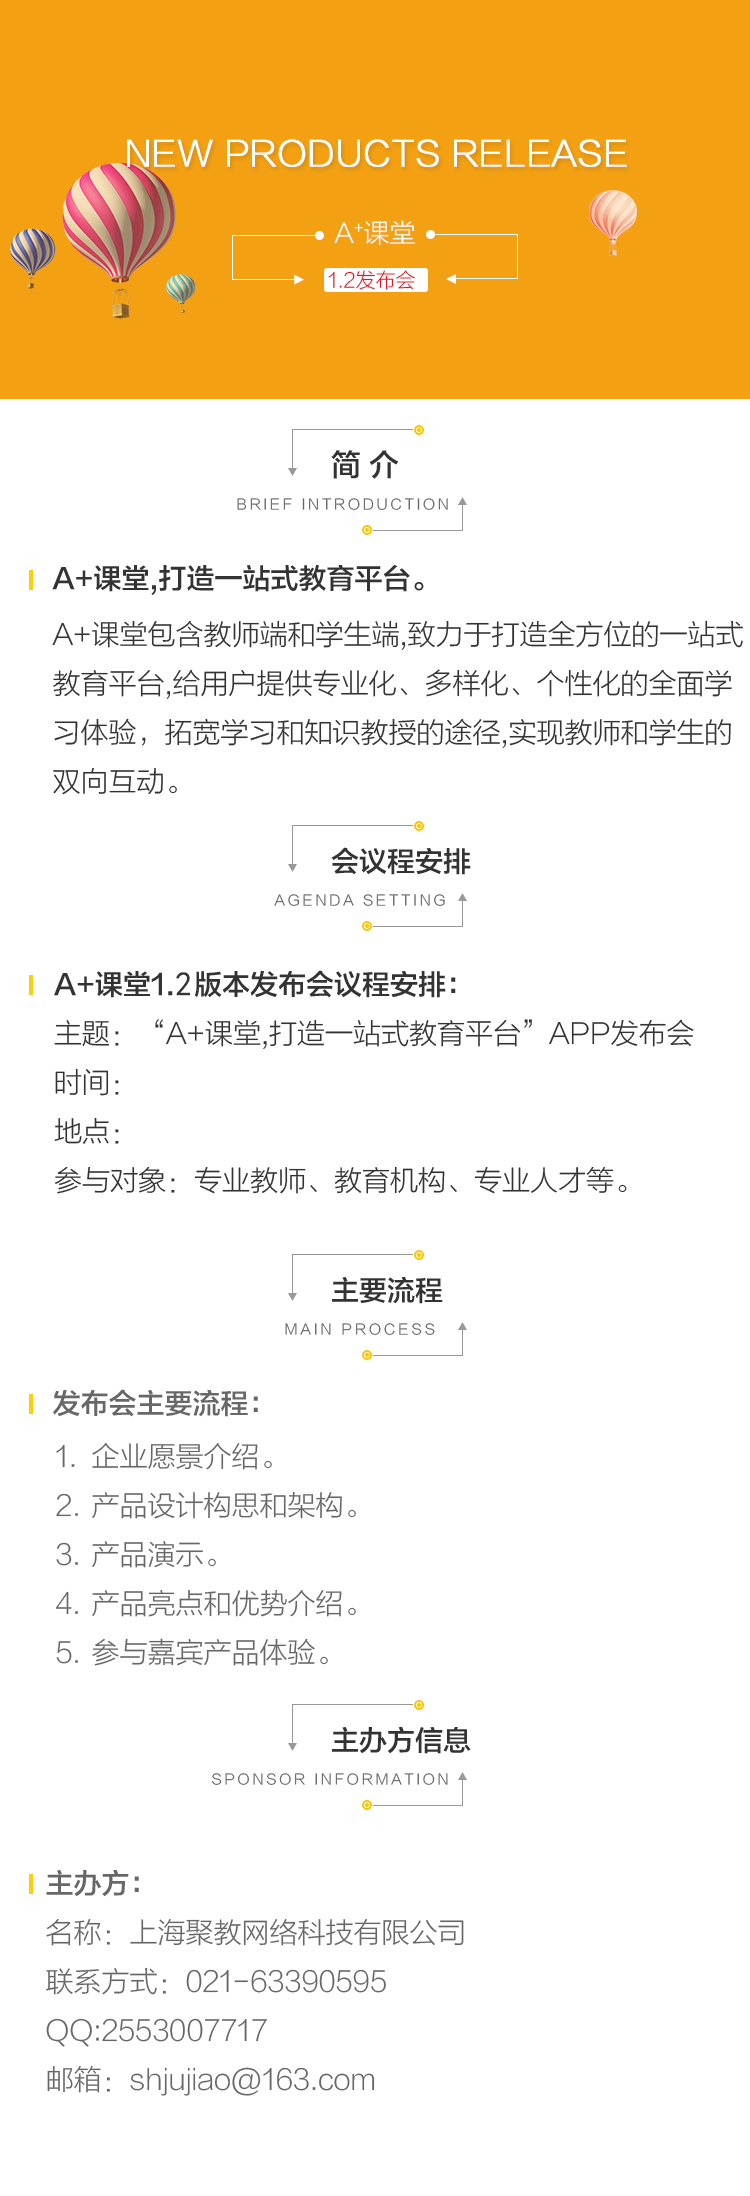 NEW PRODUCTS RELEASE
A⁺课堂
1.2发布会
简 介
BRIEF INTRODUCTION
A+课堂,打造一站式教育平台。
A+课堂包含教师端和学生端,致力于打造全方位的一站式
教育平台,给用户提供专业化、多样化、个性化的全面学
习体验，拓宽学习和知识教授的途径,实现教师和学生的
双向互动。
会议程安排
AGENDA SETTING
A+课堂1.2版本发布会议程安排：
主题：“A+课堂,打造一站式教育平台”APP发布会
时间：
地点：
参与对象：专业教师、教育机构、专业人才等。
主要流程
MAIN PROCESS
发布会主要流程：
1. 企业愿景介绍。
2. 产品设计构思和架构。
3. 产品演示。
4. 产品亮点和优势介绍。
5. 参与嘉宾产品体验。
主办方信息
SPONSOR INFORMATION
主办方：
名称：上海聚教网络科技有限公司
联系方式：021-63390595
QQ:2553007717
邮箱：shjujiao@163.com